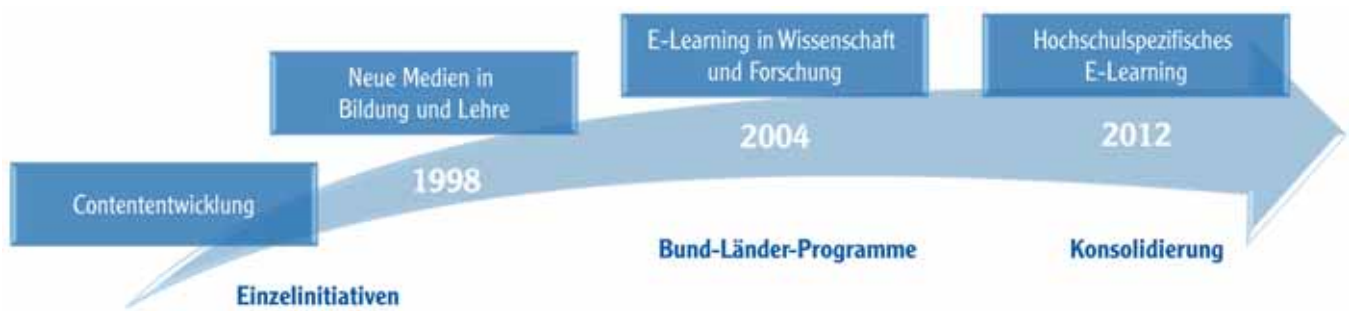 Contententwicklung
Neue Medien in
Bildung und Lehre
1998
E-Learning in Wissenschaft
und Forschung
2004
Hochschulspezifisches
E-Learning
2012
Einzelinitiativen
Bund-Länder-Programme
Konsolidierung